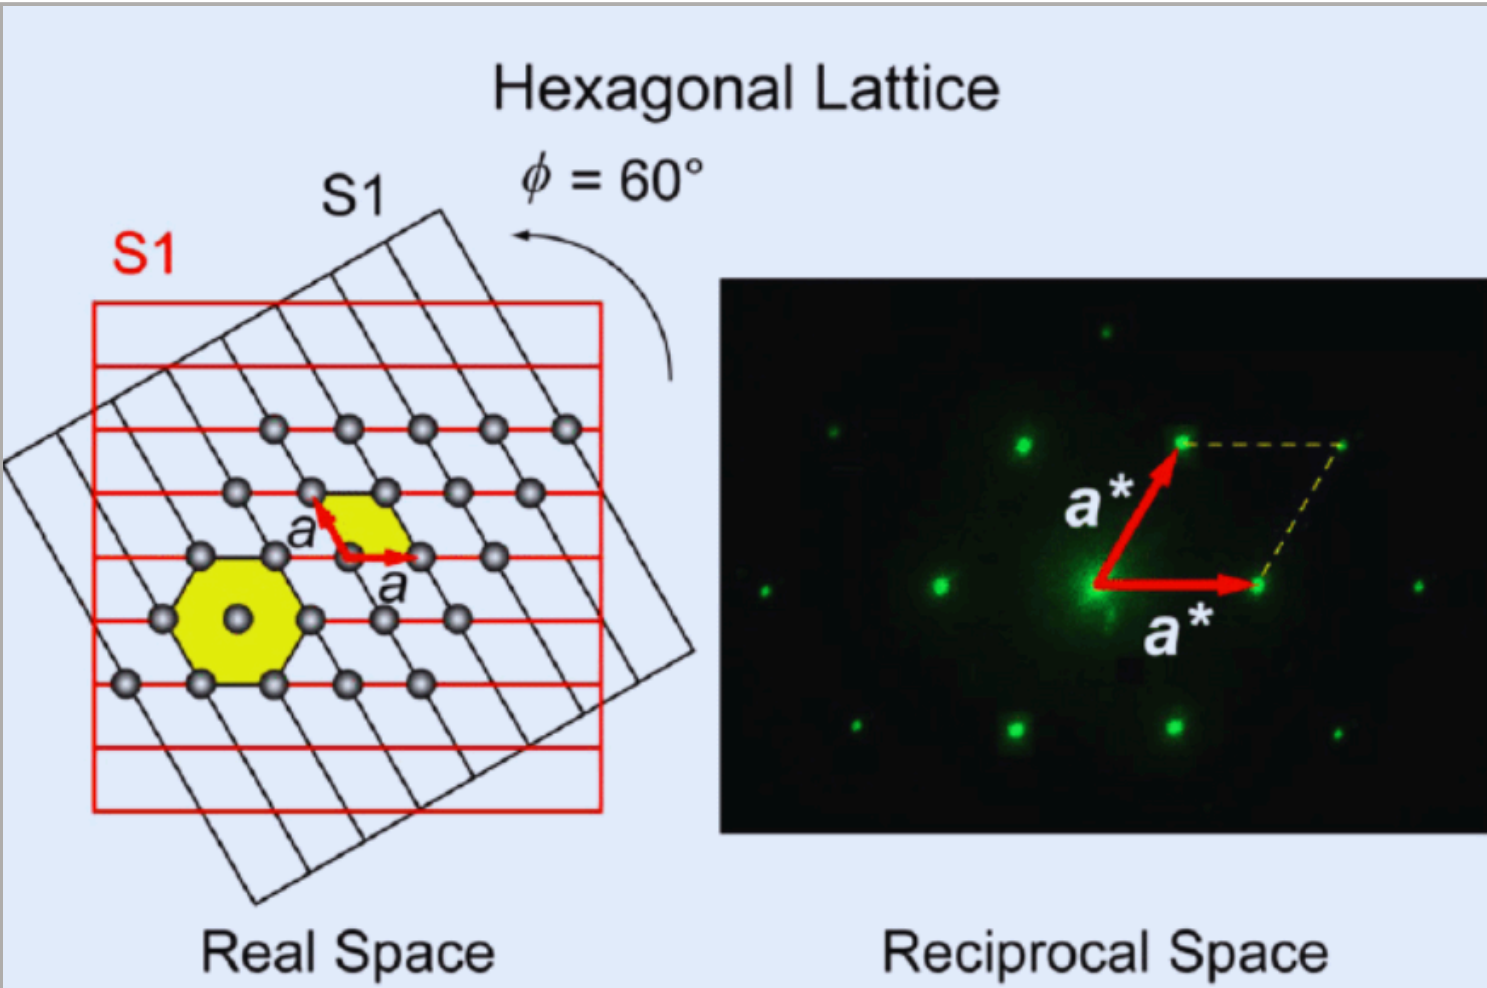 Hexagonal Lattice
ϕ = 60°
S1
S1
a
a
a*
a*
Real Space
Reciprocal Space